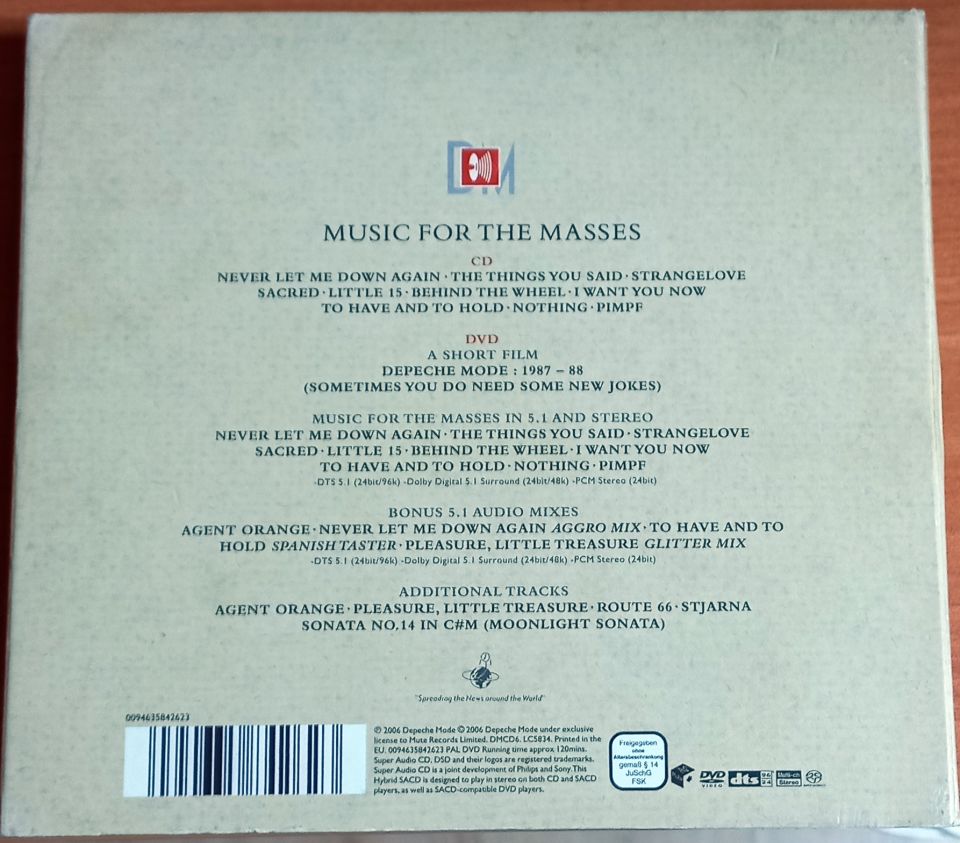 DM
MUSIC FOR THE MASSES
CD
NEVER LET ME DOWN AGAIN · THE THINGS YOU SAID · STRANGELOVE
SACRED · LITTLE 15 · BEHIND THE WHEEL · I WANT YOU NOW
TO HAVE AND TO HOLD · NOTHING · PIMPF
DVD
A SHORT FILM
DEPECHE MODE : 1987 – 88
(SOMETIMES YOU DO NEED SOME NEW JOKES)
MUSIC FOR THE MASSES IN 5.1 AND STEREO
NEVER LET ME DOWN AGAIN · THE THINGS YOU SAID · STRANGELOVE
SACRED · LITTLE 15 · BEHIND THE WHEEL · I WANT YOU NOW
TO HAVE AND TO HOLD · NOTHING · PIMPF
-DTS 5.1 (24bit/96k) -Dolby Digital 5.1 Surround (24bit/48k) -PCM Stereo (24bit)
BONUS 5.1 AUDIO MIXES
AGENT ORANGE · NEVER LET ME DOWN AGAIN AGGRO MIX · TO HAVE AND TO
HOLD SPANISH TASTER · PLEASURE, LITTLE TREASURE GLITTER MIX
-DTS 5.1 (24bit/96k) -Dolby Digital 5.1 Surround (24bit/48k) -PCM Stereo (24bit)
ADDITIONAL TRACKS
AGENT ORANGE · PLEASURE, LITTLE TREASURE · ROUTE 66 · STJARNA
SONATA NO.14 IN C#M (MOONLIGHT SONATA)
"Spreading the News around the World"
0094635842623
℗ 2006 Depeche Mode © 2006 Depeche Mode under exclusive
license to Mute Records Limited. DMCD6. LC5834. Printed in the
EU. 0094635842623 PAL DVD Running time approx 120mins.
Super Audio CD, DSD and their logos are registered trademarks.
Super Audio CD is a joint development of Philips and Sony. This
Hybrid SACD is designed to play in stereo on both CD and SACD
players, as well as SACD-compatible DVD players.
Freigegeben
ohne
Altersbeschränkung
gemäß § 14
JuSchG
FSK
DVD
VIDEO
dts
96
24
Multi-ch
Stereo